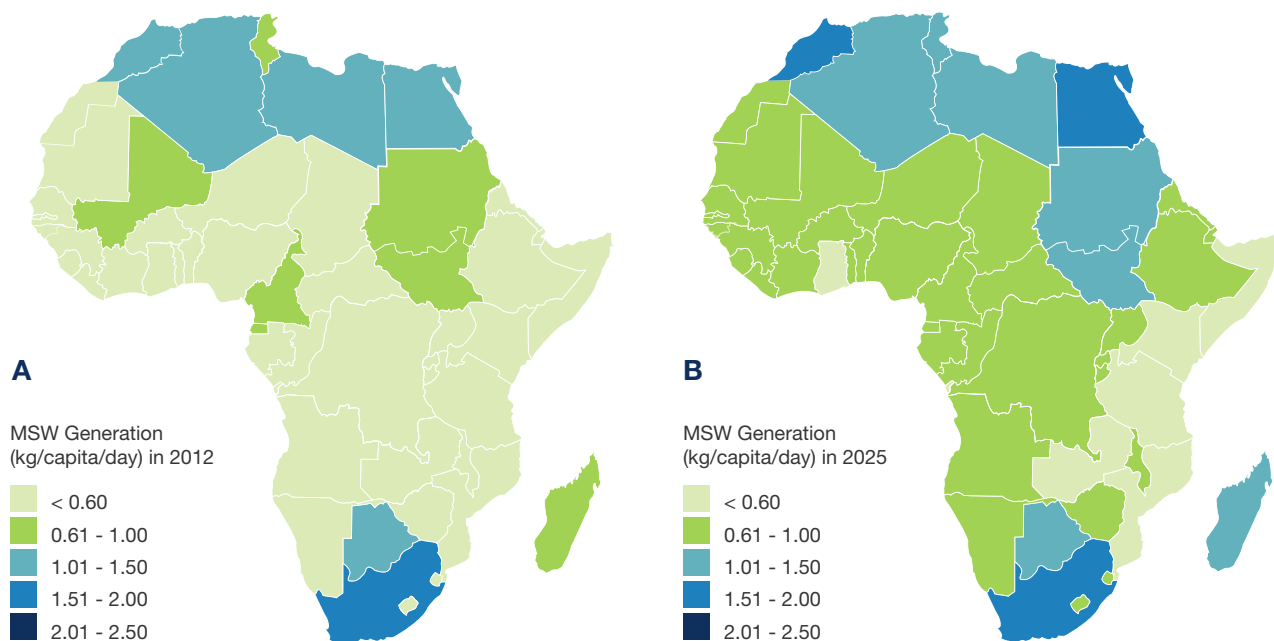 A
MSW Generation
(kg/capita/day) in 2012
< 0.60
0.61 - 1.00
1.01 - 1.50
1.51 - 2.00
2.01 - 2.50
B
MSW Generation
(kg/capita/day) in 2025
< 0.60
0.61 - 1.00
1.01 - 1.50
1.51 - 2.00
2.01 - 2.50